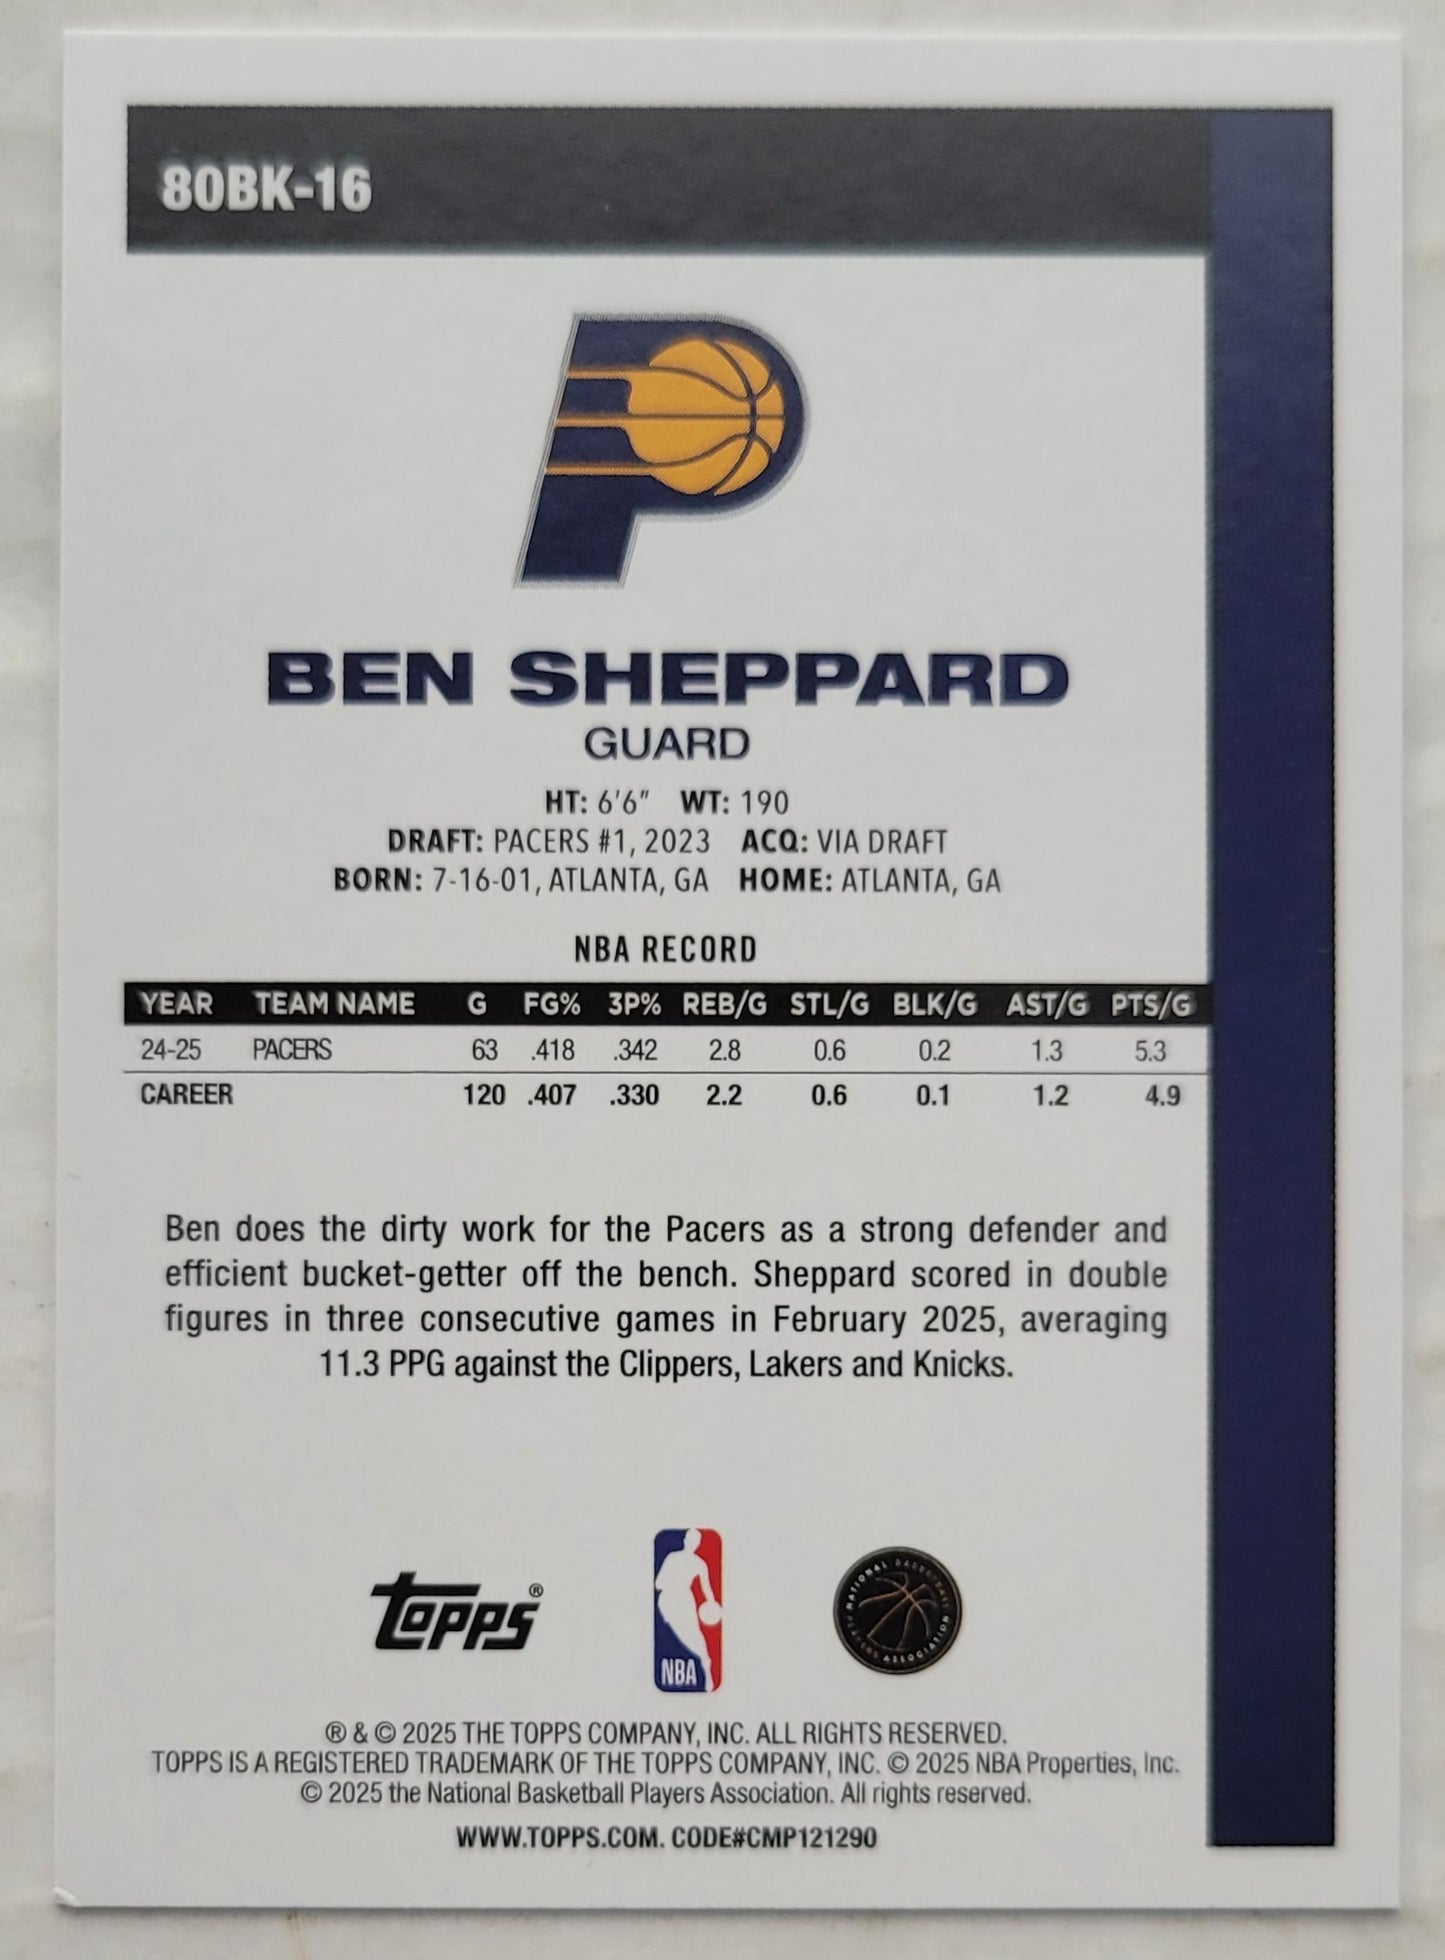 80BK-16
BEN SHEPPARD
GUARD
HT: 6'6" WT: 190
DRAFT: PACERS #1, 2023 ACQ: VIA DRAFT
BORN: 7-16-01, ATLANTA, GA HOME: ATLANTA, GA
NBA RECORD
YEAR TEAM NAME G FG% 3P% REB/G STL/G BLK/G AST/G PTS/G
24-25 PACERS 63 .418 .342 2.8 0.6 0.2 1.3 5.3
CAREER 120 .407 .330 2.2 0.6 0.1 1.2 4.9
Ben does the dirty work for the Pacers as a strong defender and
efficient bucket-getter off the bench. Sheppard scored in double
figures in three consecutive games in February 2025, averaging
11.3 PPG against the Clippers, Lakers and Knicks.
Topps®
NBA
NATIONAL BASKETBALL PLAYERS ASSOCIATION
® & © 2025 THE TOPPS COMPANY, INC. ALL RIGHTS RESERVED.
TOPPS IS A REGISTERED TRADEMARK OF THE TOPPS COMPANY, INC. © 2025 NBA Properties, Inc.
© 2025 the National Basketball Players Association. All rights reserved.
WWW.TOPPS.COM. CODE#CMP121290